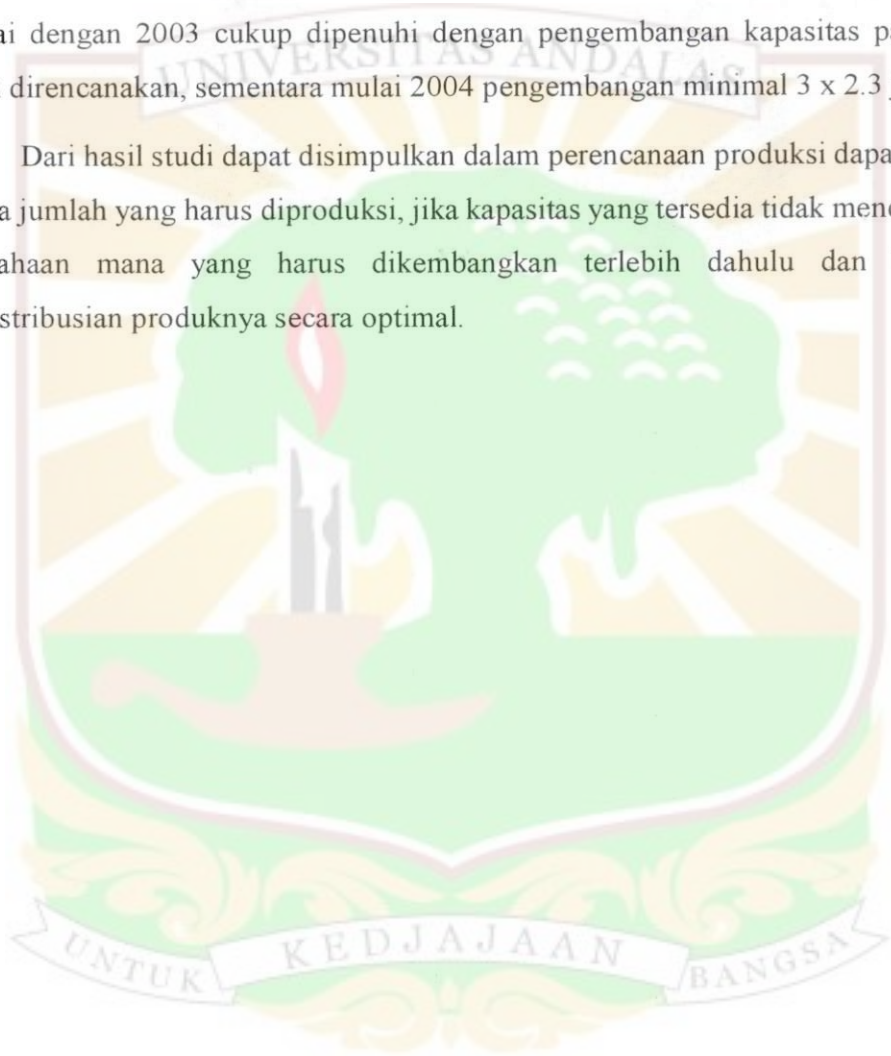 ai dengan 2003 cukup dipenuhi dengan pengembangan kapasitas pa
direncanakan, sementara mulai 2004 pengembangan minimal 3 x 2.3
Dari hasil studi dapat disimpulkan dalam perencanaan produksi dapa
a jumlah yang harus diproduksi, jika kapasitas yang tersedia tidak menc
ahaan mana yang harus dikembangkan terlebih dahulu dan
stribusian produknya secara optimal.
UNIVERSITAS ANDALAS
UNTUK KEDJAJAAN BANGSA